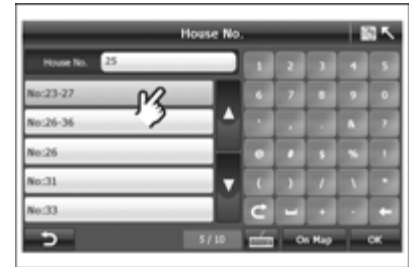 House No.
House No. 25
1 2 3 4 5
No:23-27
6 7 8 9 0
No:26-36
' , . & ?
No:26
@ # $ % !
No:31
( ) / \ *
No:33
+ -
5/10 On Map OK